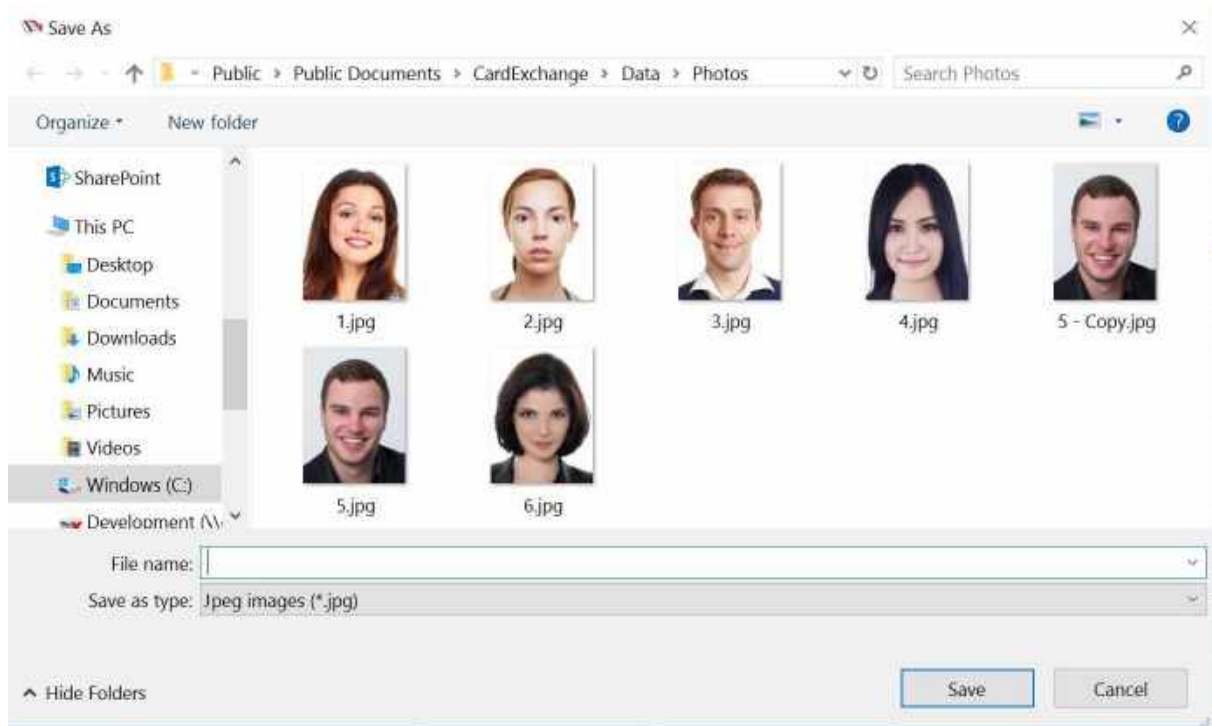 Save As
Public > Public Documents > CardExchange > Data > Photos
Search Photos
Organize
New folder
SharePoint
This PC
Desktop
Documents
Downloads
Music
Pictures
Videos
Windows (C:)
Development (\\
1.jpg
2.jpg
3.jpg
4.jpg
5 - Copy.jpg
5.jpg
6.jpg
File name:
Save as type: Jpeg images (*.jpg)
Hide Folders
Save
Cancel